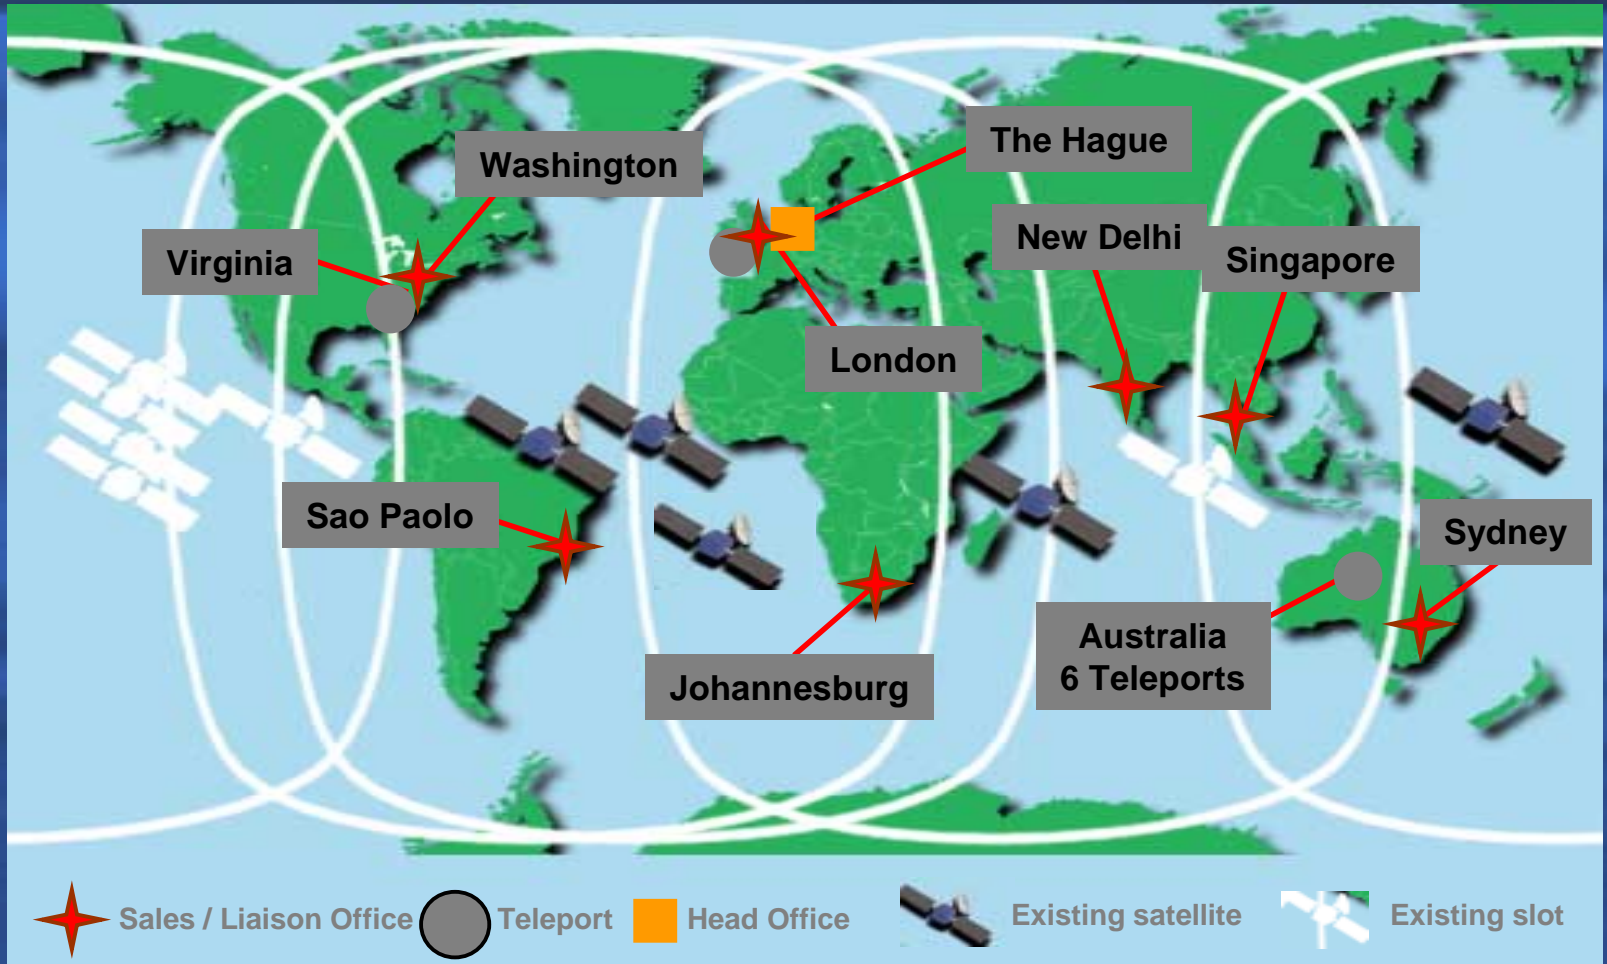 The Hague
Washington
New Delhi
Virginia
Singapore
London
Sao Paolo
Sydney
Australia
6 Teleports
Johannesburg
Sales / Liaison Office
Teleport
Head Office
Existing satellite
Existing slot